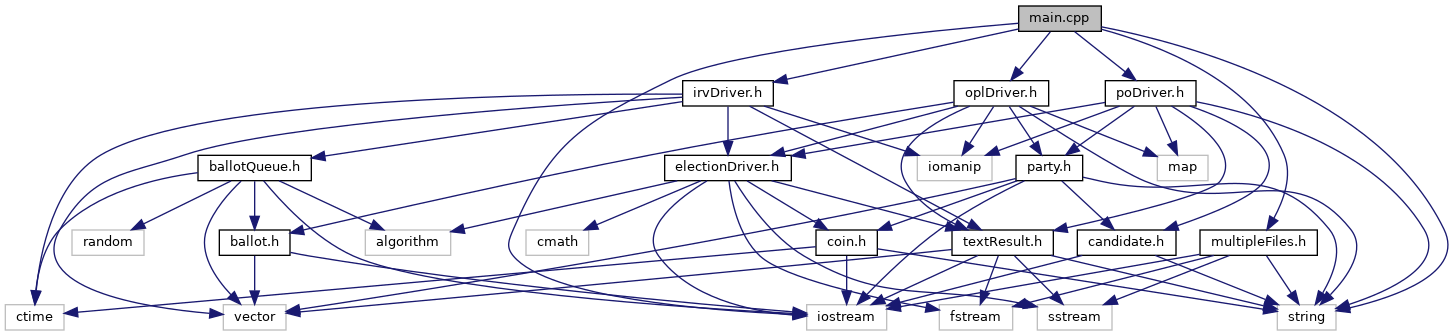 main.cpp
irvDriver.h
oplDriver.h
poDriver.h
ballotQueue.h
electionDriver.h
iomanip
party.h
map
random
ballot.h
algorithm
cmath
coin.h
textResult.h
candidate.h
multipleFiles.h
ctime
vector
iostream
fstream
sstream
string